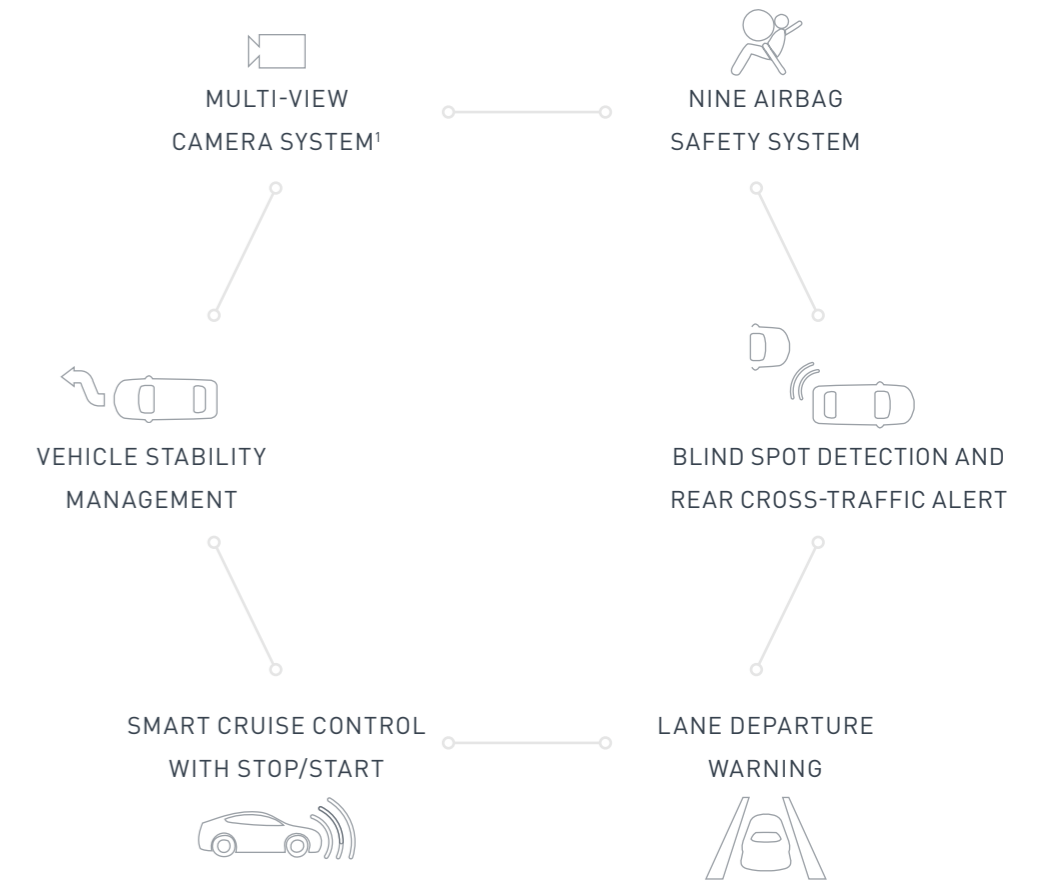 MULTI-VIEW
CAMERA SYSTEM¹
NINE AIRBAG
SAFETY SYSTEM
VEHICLE STABILITY
MANAGEMENT
BLIND SPOT DETECTION AND
REAR CROSS-TRAFFIC ALERT
SMART CRUISE CONTROL
WITH STOP/START
LANE DEPARTURE
WARNING